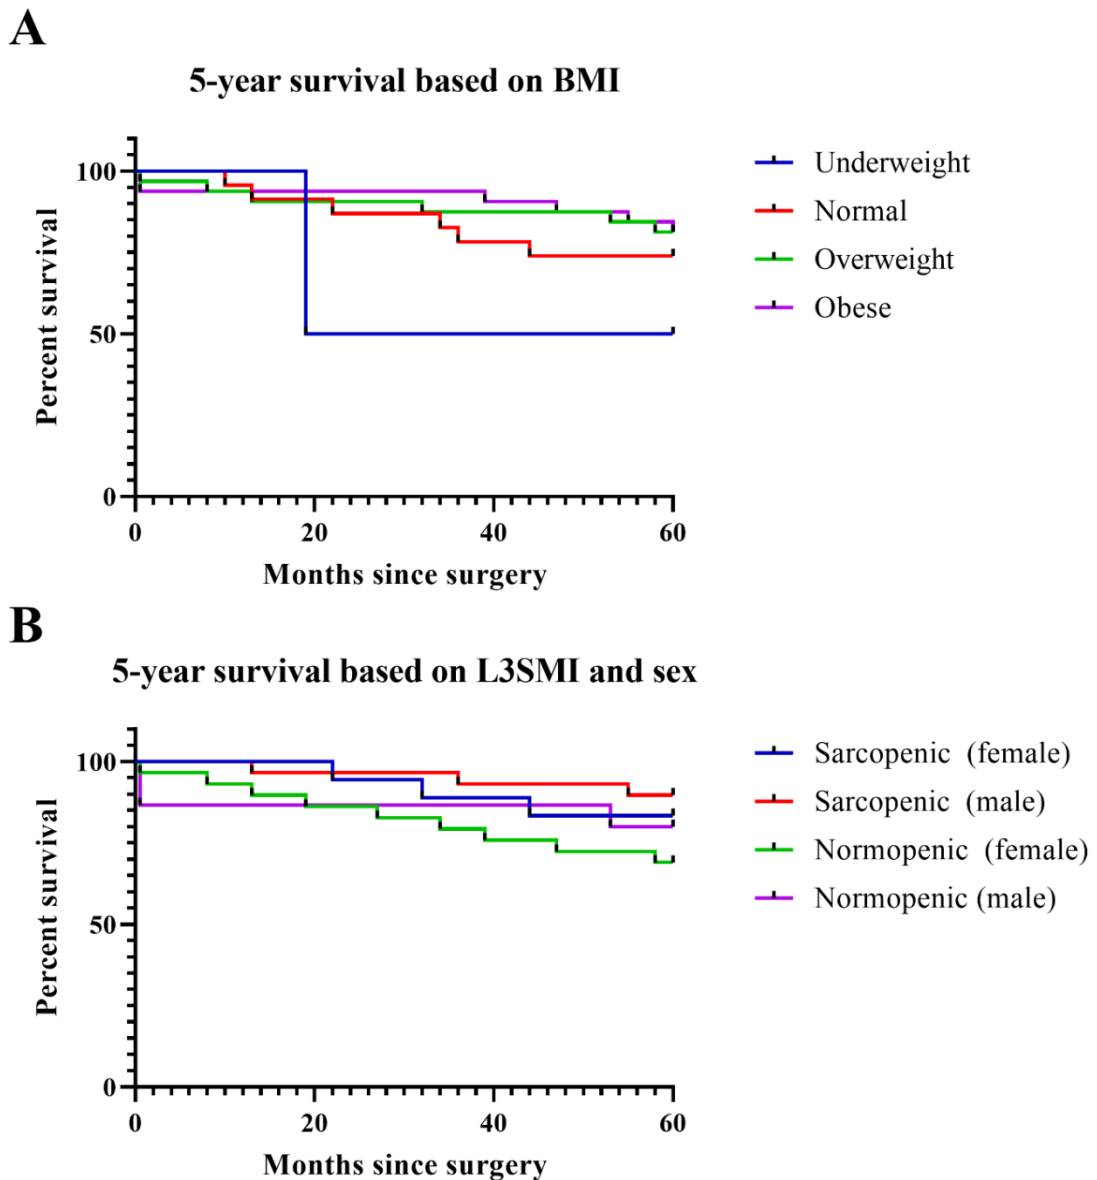 A
5-year survival based on BMI
100
50
0
Percent survival
0 20 40 60
Months since surgery
Underweight
Normal
Overweight
Obese
B
5-year survival based on L3SMI and sex
100
50
0
Percent survival
0 20 40 60
Months since surgery
Sarcopenic (female)
Sarcopenic (male)
Normopenic (female)
Normopenic (male)